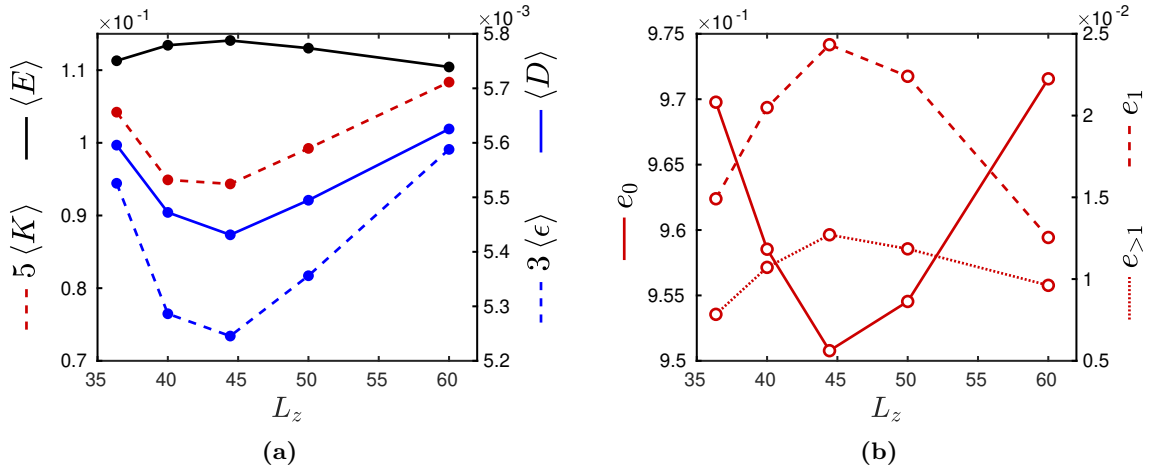 ×10⁻¹
×10⁻³
1.1
1
0.9
0.8
0.7
5.8
5.7
5.6
5.5
5.4
5.3
5.2
35 40 45 50 55 60
L_z
5 ⟨K⟩ ⟨E⟩
3 ⟨ϵ⟩ ⟨D⟩
(a)
×10⁻¹
×10⁻²
9.75
9.7
9.65
9.6
9.55
9.5
2.5
2
1.5
1
0.5
35 40 45 50 55 60
L_z
e₀
e_{>1} e₁
(b)